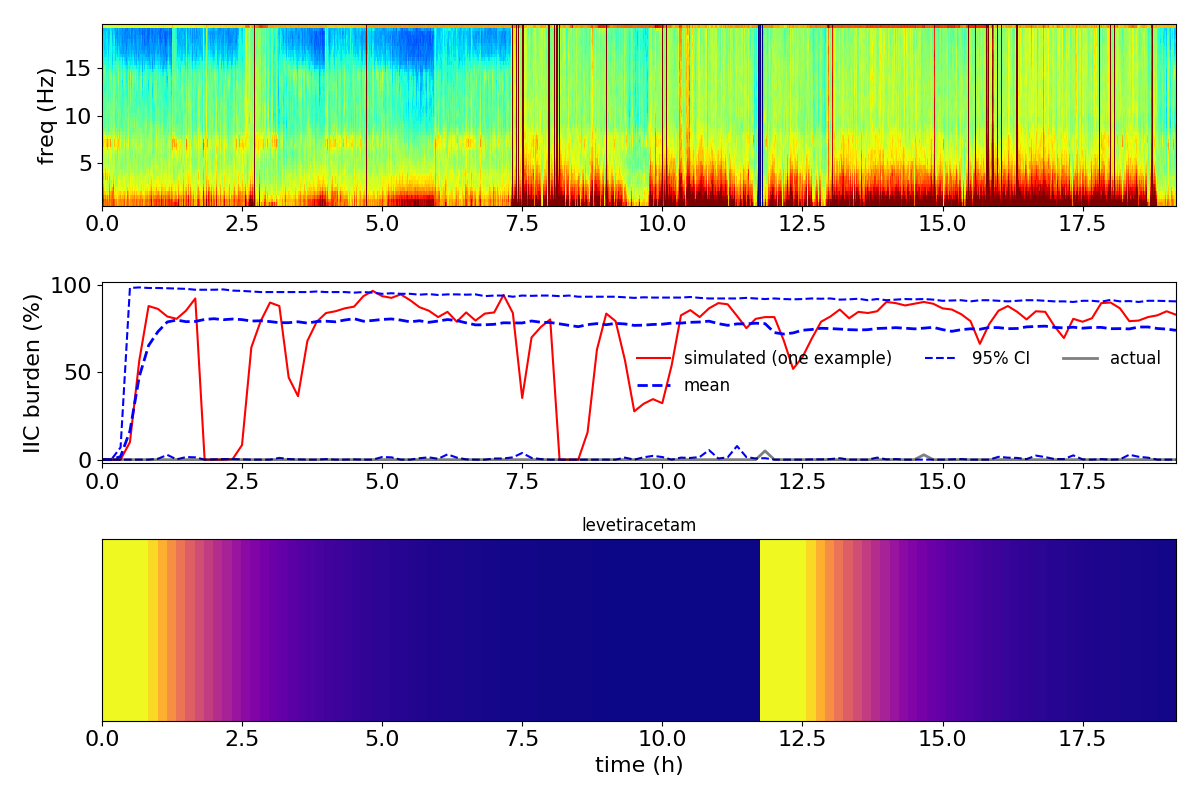 15
10
5
freq (Hz)
0.0 2.5 5.0 7.5 10.0 12.5 15.0 17.5
100
50
0
IIC burden (%)
simulated (one example)
mean
95% CI
actual
0.0 2.5 5.0 7.5 10.0 12.5 15.0 17.5
levetiracetam
0.0 2.5 5.0 7.5 10.0 12.5 15.0 17.5
time (h)